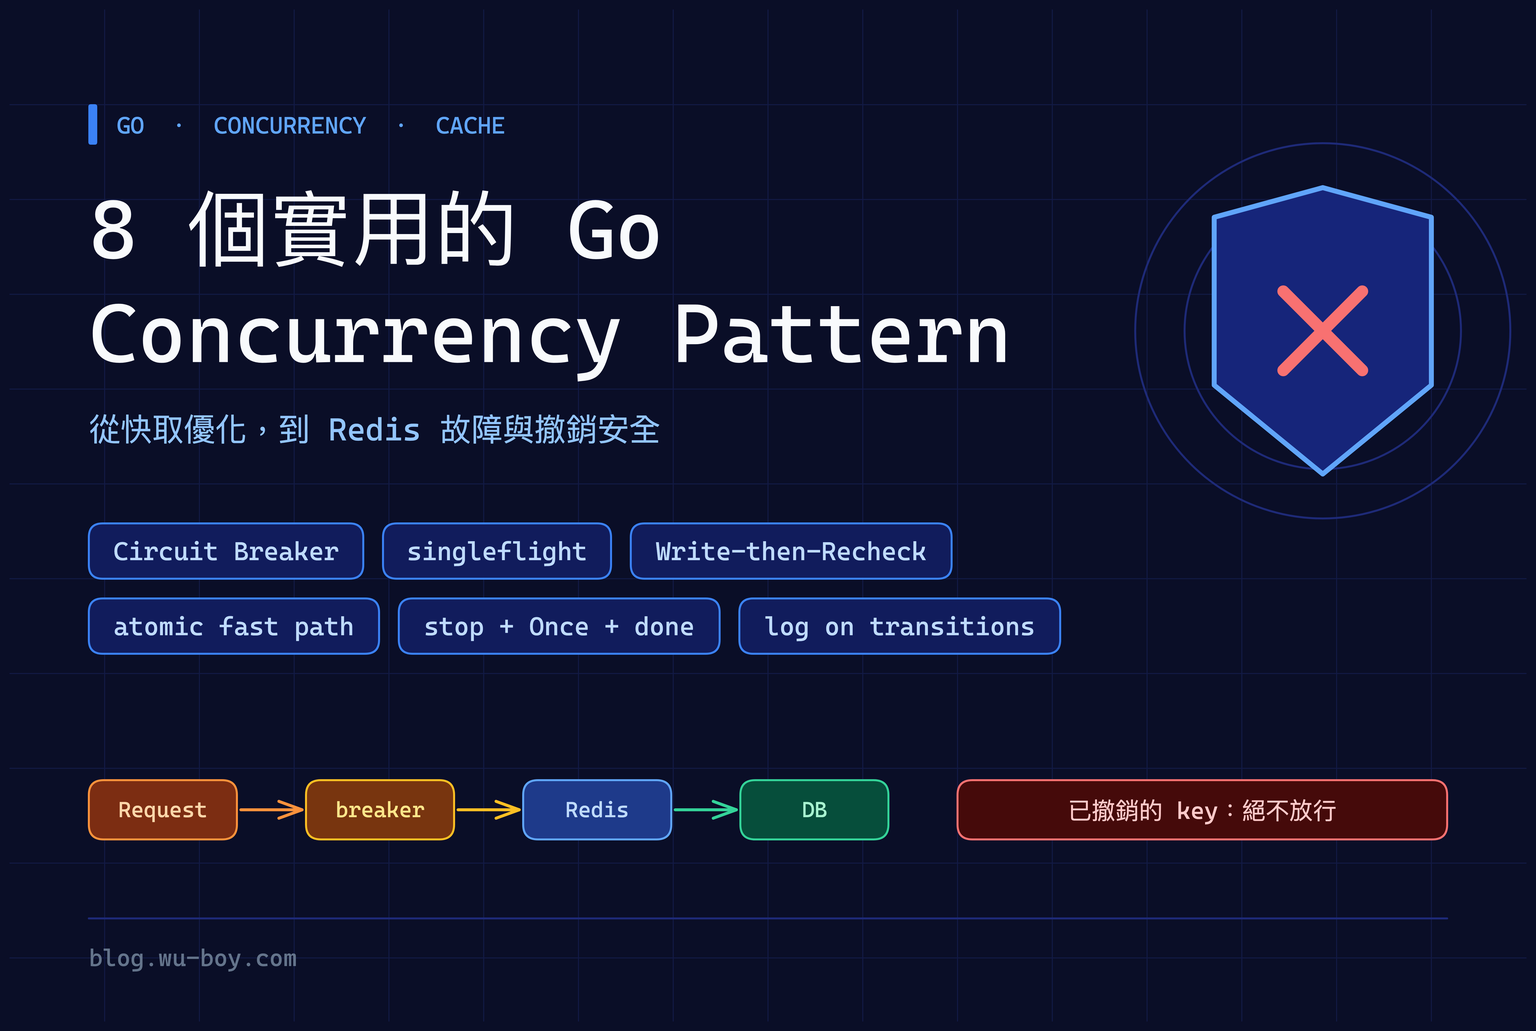 GO · CONCURRENCY · CACHE
8 個實用的 Go
Concurrency Pattern
從快取優化，到 Redis 故障與撤銷安全
Circuit Breaker
singleflight
Write-then-Recheck
atomic fast path
stop + Once + done
log on transitions
Request
breaker
Redis
DB
已撤銷的 key：絕不放行
blog.wu-boy.com